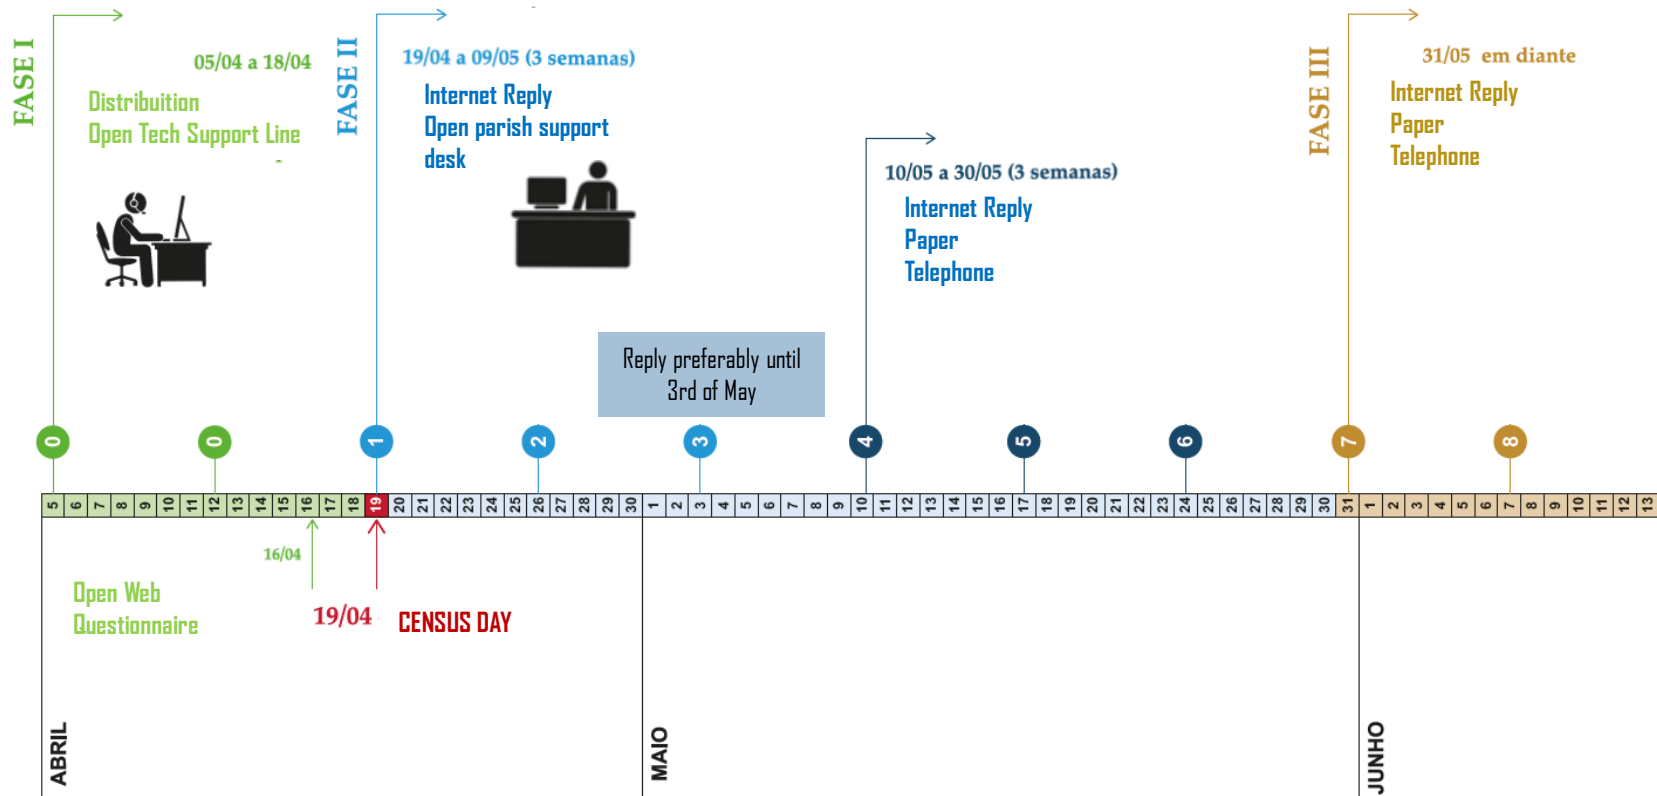 FASE I
05/04 a 18/04
Distribuition
Open Tech Support Line
FASE II
19/04 a 09/05 (3 semanas)
Internet Reply
Open parish support
desk
10/05 a 30/05 (3 semanas)
Internet Reply
Paper
Telephone
FASE III
31/05 em diante
Internet Reply
Paper
Telephone
Reply preferably until
3rd of May
0 0 1 2 3 4 5 6 7 8
5 6 7 8 9 10 11 12 13 14 15 16 17 18 19 20 21 22 23 24 25 26 27 28 29 30 1 2 3 4 5 6 7 8 9 10 11 12 13 14 15 16 17 18 19 20 21 22 23 24 25 26 27 28 29 30 31 1 2 3 4 5 6 7 8 9 10 11 12 13
16/04
Open Web
Questionnaire
19/04
CENSUS DAY
ABRIL
MAIO
JUNHO